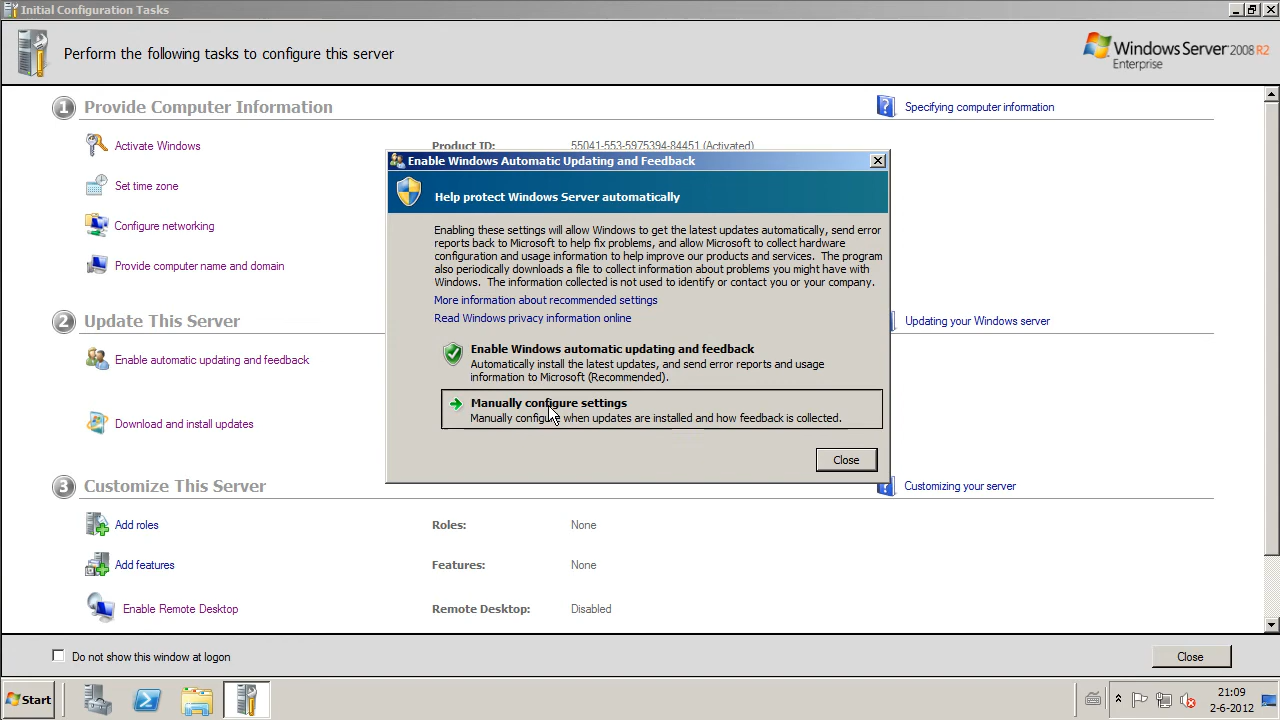 Initial Configuration Tasks
Perform the following tasks to configure this server
Windows Server 2008 R2
Enterprise
1 Provide Computer Information
Specifying computer information
Activate Windows
Product ID: 55041-553-5975394-84451 (Activated)
Set time zone
Configure networking
Provide computer name and domain
2 Update This Server
Updating your Windows server
Enable automatic updating and feedback
Download and install updates
3 Customize This Server
Customizing your server
Add roles
Roles: None
Add features
Features: None
Enable Remote Desktop
Remote Desktop: Disabled
Enable Windows Automatic Updating and Feedback
Help protect Windows Server automatically
Enabling these settings will allow Windows to get the latest updates automatically, send error
reports back to Microsoft to help fix problems, and allow Microsoft to collect hardware
configuration and usage information to help improve our products and services. The program
also periodically downloads a file to collect information about problems you might have with
Windows. The information collected is not used to identify or contact you or your company.
More information about recommended settings
Read Windows privacy information online
Enable Windows automatic updating and feedback
Automatically install the latest updates, and send error reports and usage
information to Microsoft (Recommended).
Manually configure settings
Manually configure when updates are installed and how feedback is collected.
Close
Do not show this window at logon
Close
Start
21:09
2-6-2012